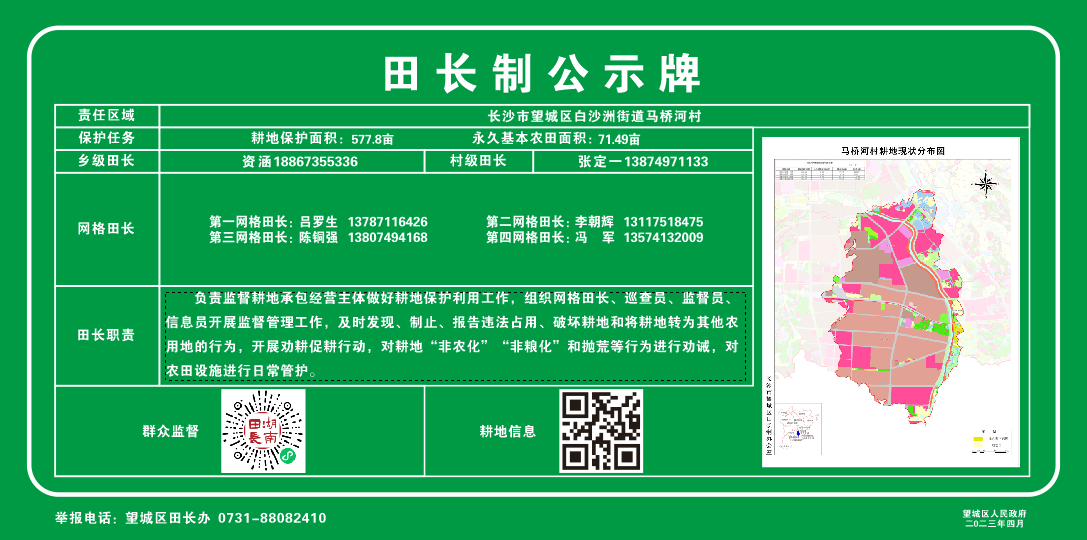 田长制公示牌
责任区域 长沙市望城区白沙洲街道马桥河村
保护任务 耕地保护面积：577.8亩 永久基本农田面积：71.49亩
乡级田长 资涵18867355336 村级田长 张定一13874971133
网格田长
第一网格田长：吕罗生 13787116426 第二网格田长：李朝辉 13117518475
第三网格田长：陈铜强 13807494168 第四网格田长：冯 军 13574132009
田长职责
负责监督耕地承包经营主体做好耕地保护利用工作，组织网格田长、巡查员、监督员、
信息员开展监督管理工作，及时发现、制止、报告违法占用、破坏耕地和将耕地转为其他农
用地的行为，开展劝耕促耕行动，对耕地“非农化”“非粮化”和抛荒等行为进行劝诫，对
农田设施进行日常管护。
群众监督
田长湖南
耕地信息
马桥河村耕地现状分布图
举报电话：望城区田长办 0731-88082410
望城区人民政府
二0二三年四月